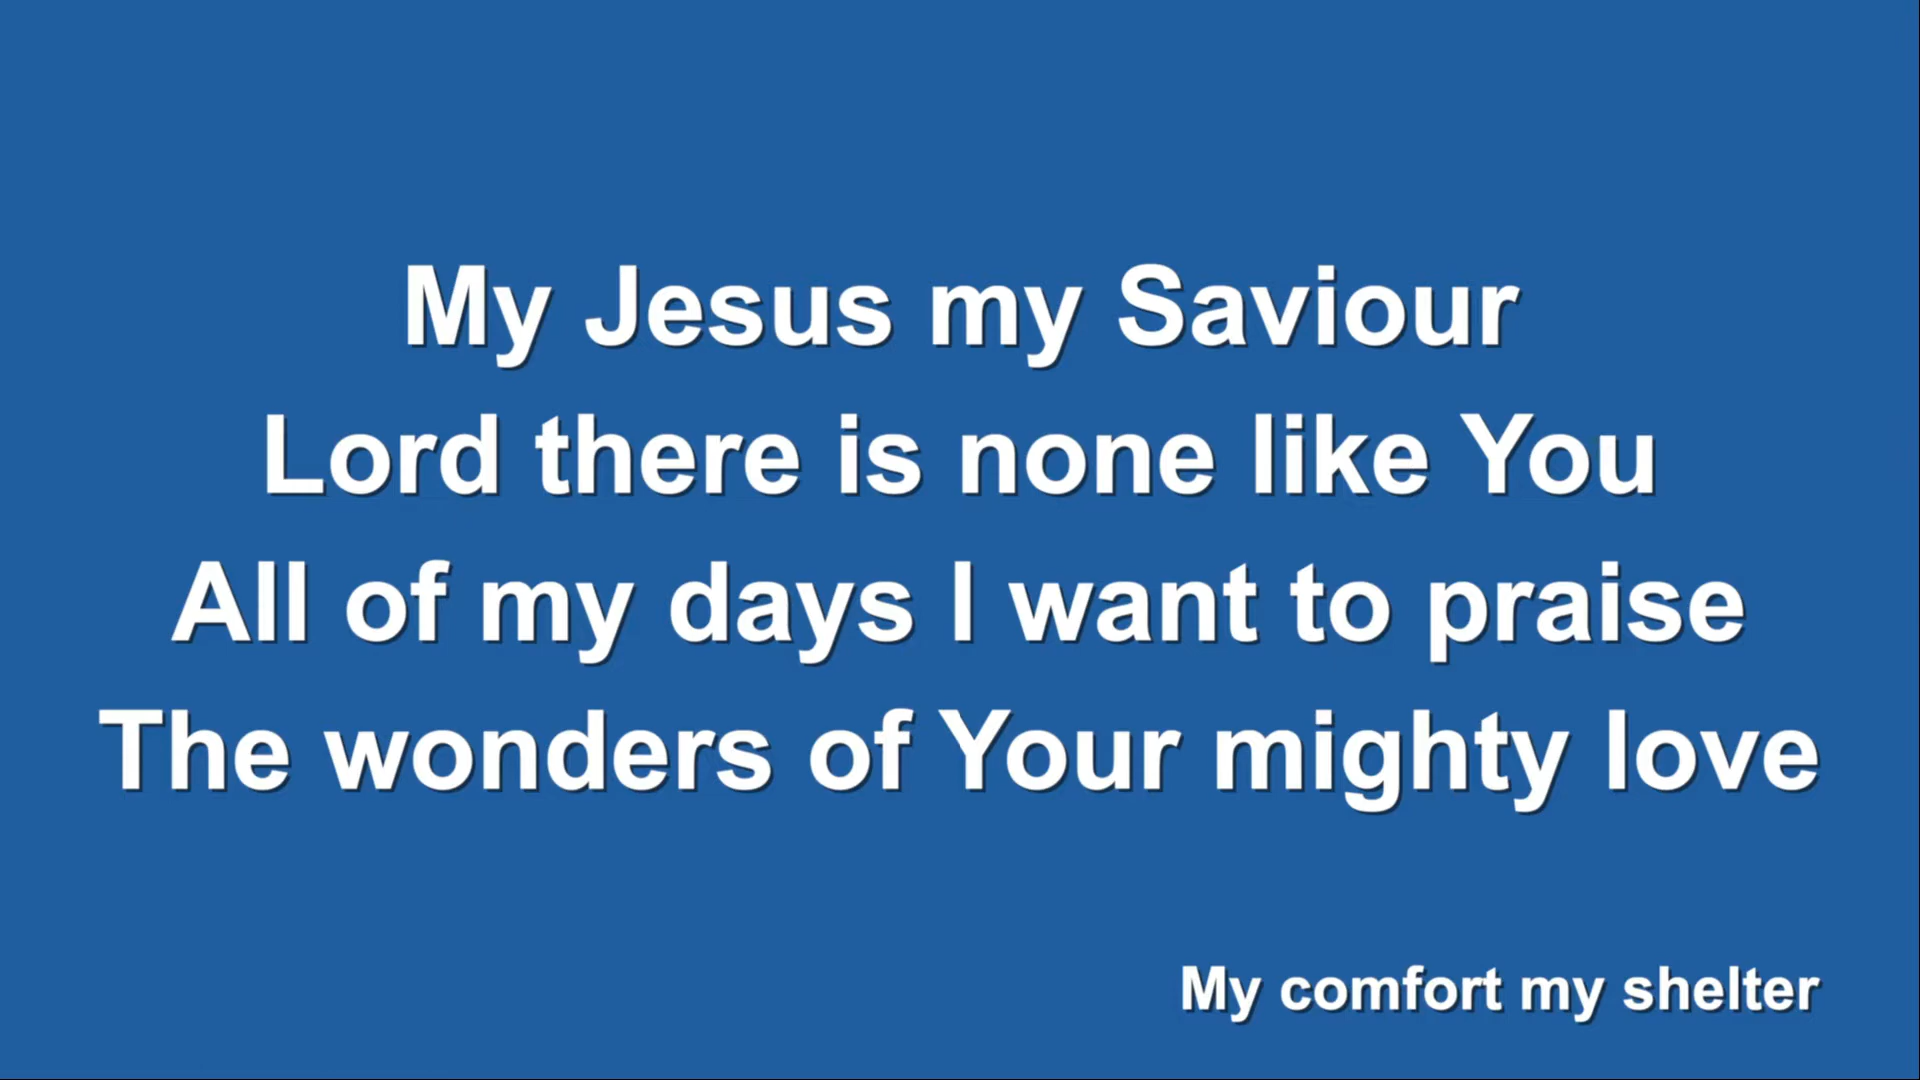 My Jesus my Saviour
Lord there is none like You
All of my days I want to praise
The wonders of Your mighty love
My comfort my shelter